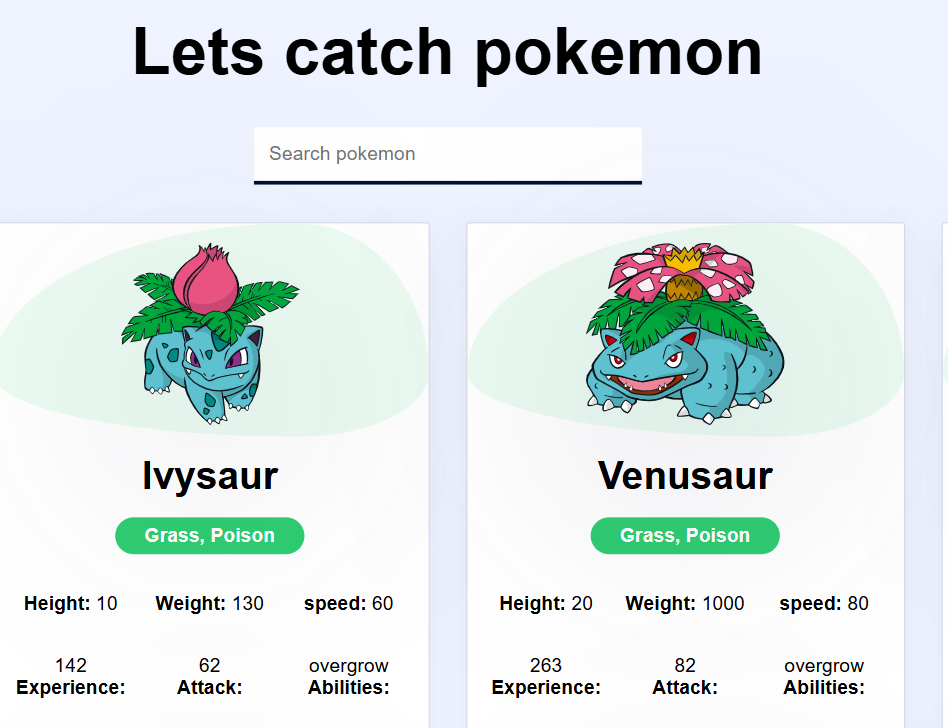 Lets catch pokemon
Search pokemon
Ivysaur
Grass, Poison
Height: 10 Weight: 130 speed: 60
142 62 overgrow
Experience: Attack: Abilities:
Venusaur
Grass, Poison
Height: 20 Weight: 1000 speed: 80
263 82 overgrow
Experience: Attack: Abilities: